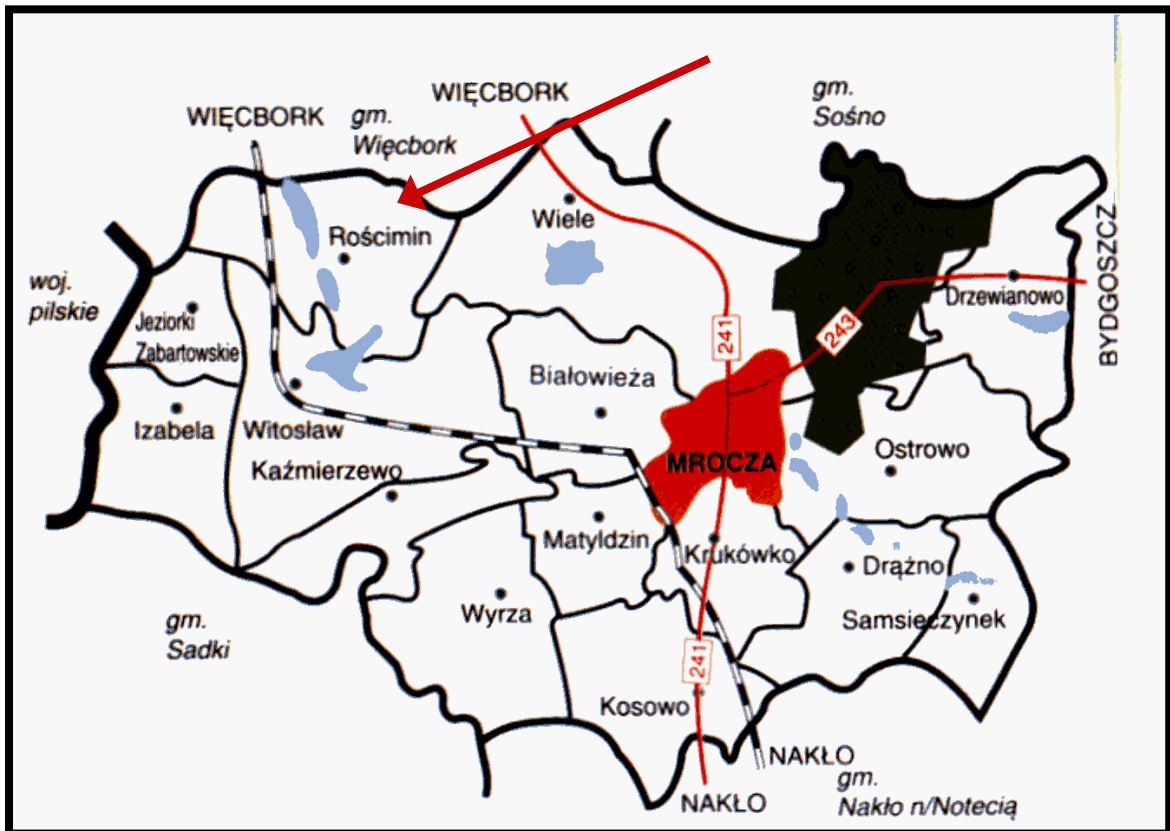 WIĘCBORK
gm.
Sośno
WIĘCBORK
gm.
Więcbork
Wiele
BYDGOSZCZ
Rościmin
woj.
pilskie
Drzewianowo
Jeziorki
Zabartowskie
241
243
Białowieża
Izabela
Witosław
Ostrowo
Kaźmierzewo
MROCZA
Matyldzin
Krukówko
Drążno
Wyrza
Samsieczynek
gm.
Sadki
241
Kosowo
NAKŁO
gm.
Nakło n/Notecią
NAKŁO